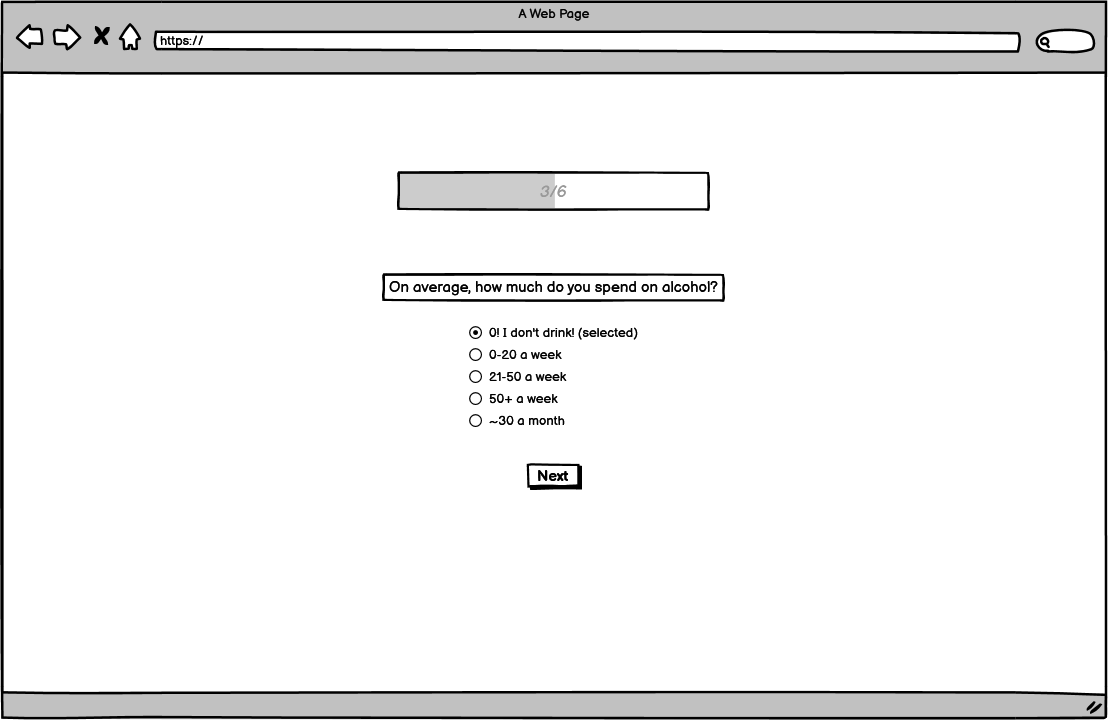 A Web Page
https://
3/6
On average, how much do you spend on alcohol?
0! I don't drink! (selected)
0-20 a week
21-50 a week
50+ a week
~30 a month
Next